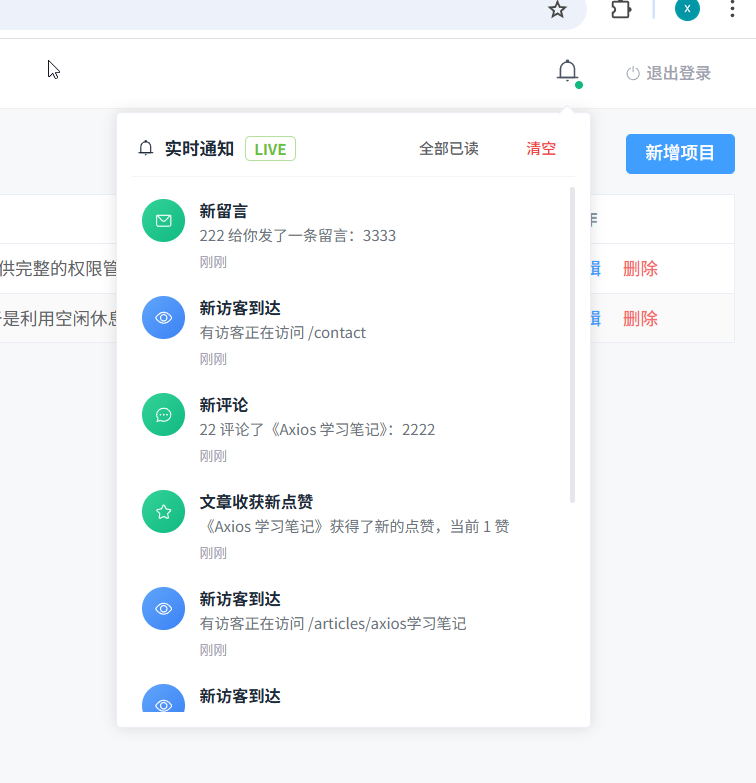 x
退出登录
实时通知 LIVE 全部已读 清空
新增项目
新留言
222 给你发了一条留言：3333
刚刚
供完整的权限管
辑 删除
新访客到达
有访客正在访问 /contact
刚刚
是利用空闲休息
辑 删除
新评论
22 评论了《Axios 学习笔记》：2222
刚刚
文章收获新点赞
《Axios 学习笔记》获得了新的点赞，当前 1 赞
刚刚
新访客到达
有访客正在访问 /articles/axios学习笔记
刚刚
新访客到达